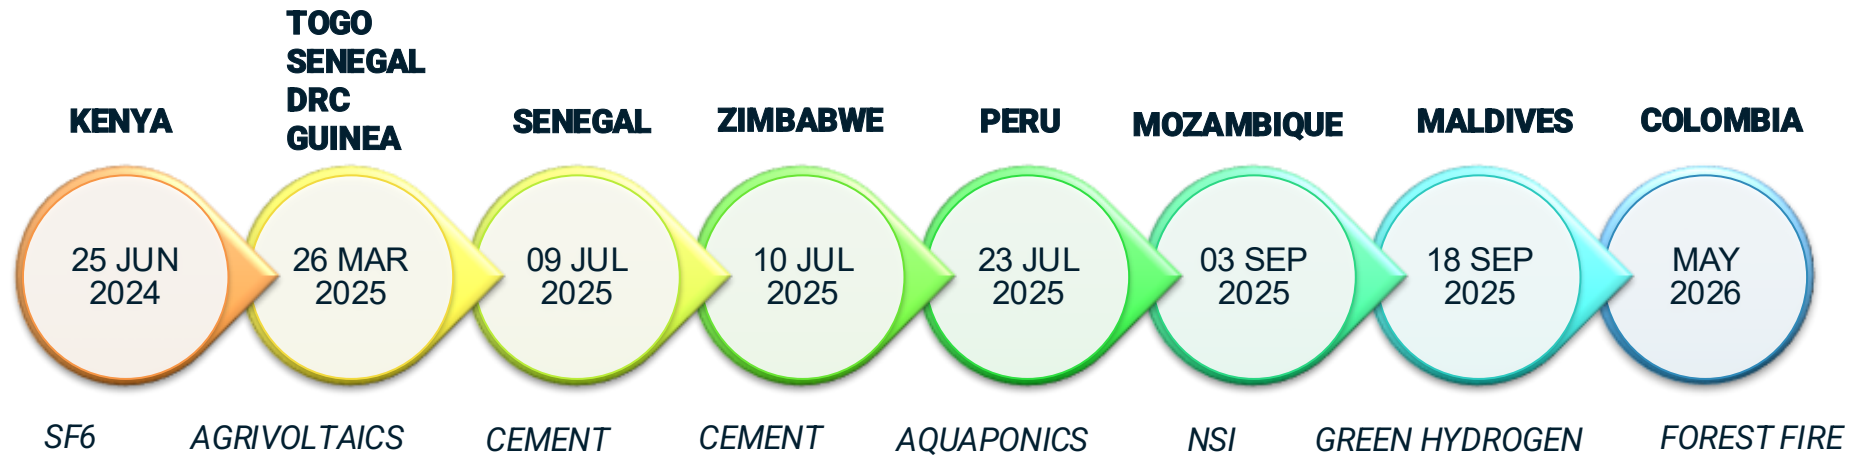 KENYA
TOGO
SENEGAL
DRC
GUINEA
SENEGAL
ZIMBABWE
PERU
MOZAMBIQUE
MALDIVES
COLOMBIA
25 JUN
2024
26 MAR
2025
09 JUL
2025
10 JUL
2025
23 JUL
2025
03 SEP
2025
18 SEP
2025
MAY
2026
SF6
AGRIVOLTAICS
CEMENT
CEMENT
AQUAPONICS
NSI
GREEN HYDROGEN
FOREST FIRE